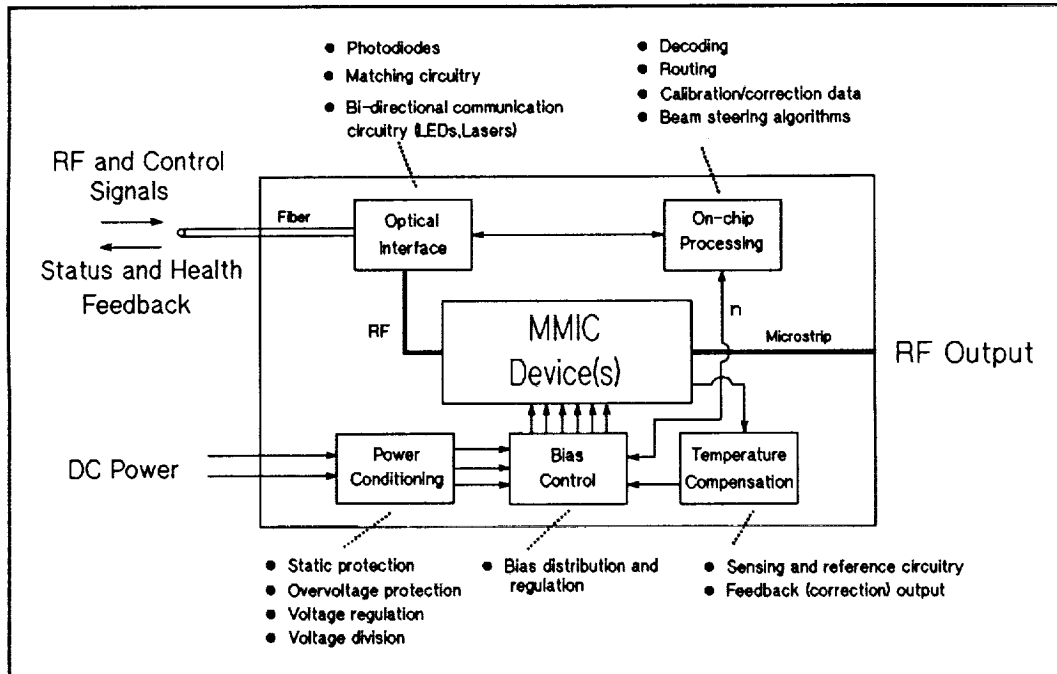 ● Photodiodes
● Matching circuitry
● Bi-directional communication
circuitry (LEDs,Lasers)
● Decoding
● Routing
● Calibration/correction data
● Beam steering algorithms
RF and Control
Signals
Status and Health
Feedback
Fiber
Optical
Interface
On-chip
Processing
RF
MMIC
Device(s)
n
Microstrip
RF Output
DC Power
Power
Conditioning
Bias
Control
Temperature
Compensation
● Static protection
● Overvoltage protection
● Voltage regulation
● Voltage division
● Bias distribution and
regulation
● Sensing and reference circuitry
● Feedback (correction) output